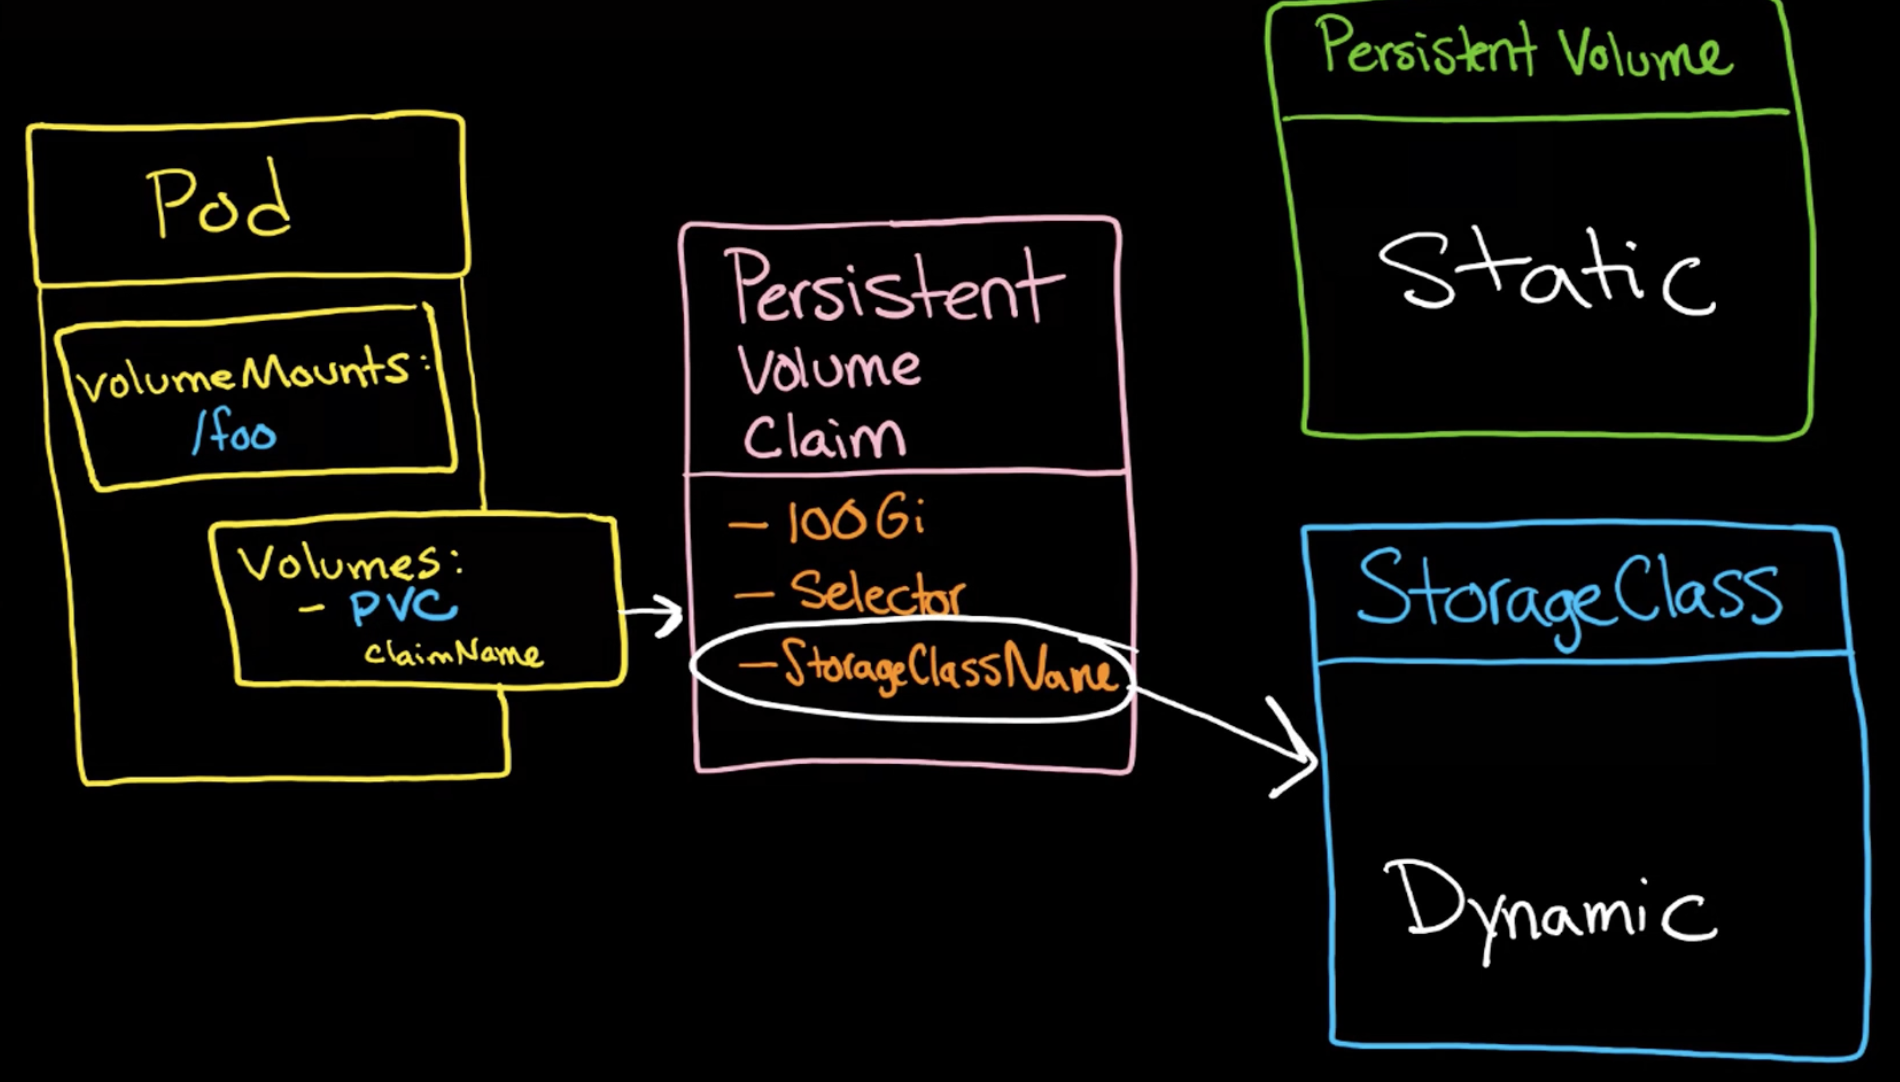 Pod
volumeMounts:
/foo
Volumes:
- PVC
claimName
Persistent
Volume
Claim
- 100Gi
- Selector
- StorageClassName
Persistent Volume
Static
StorageClass
Dynamic